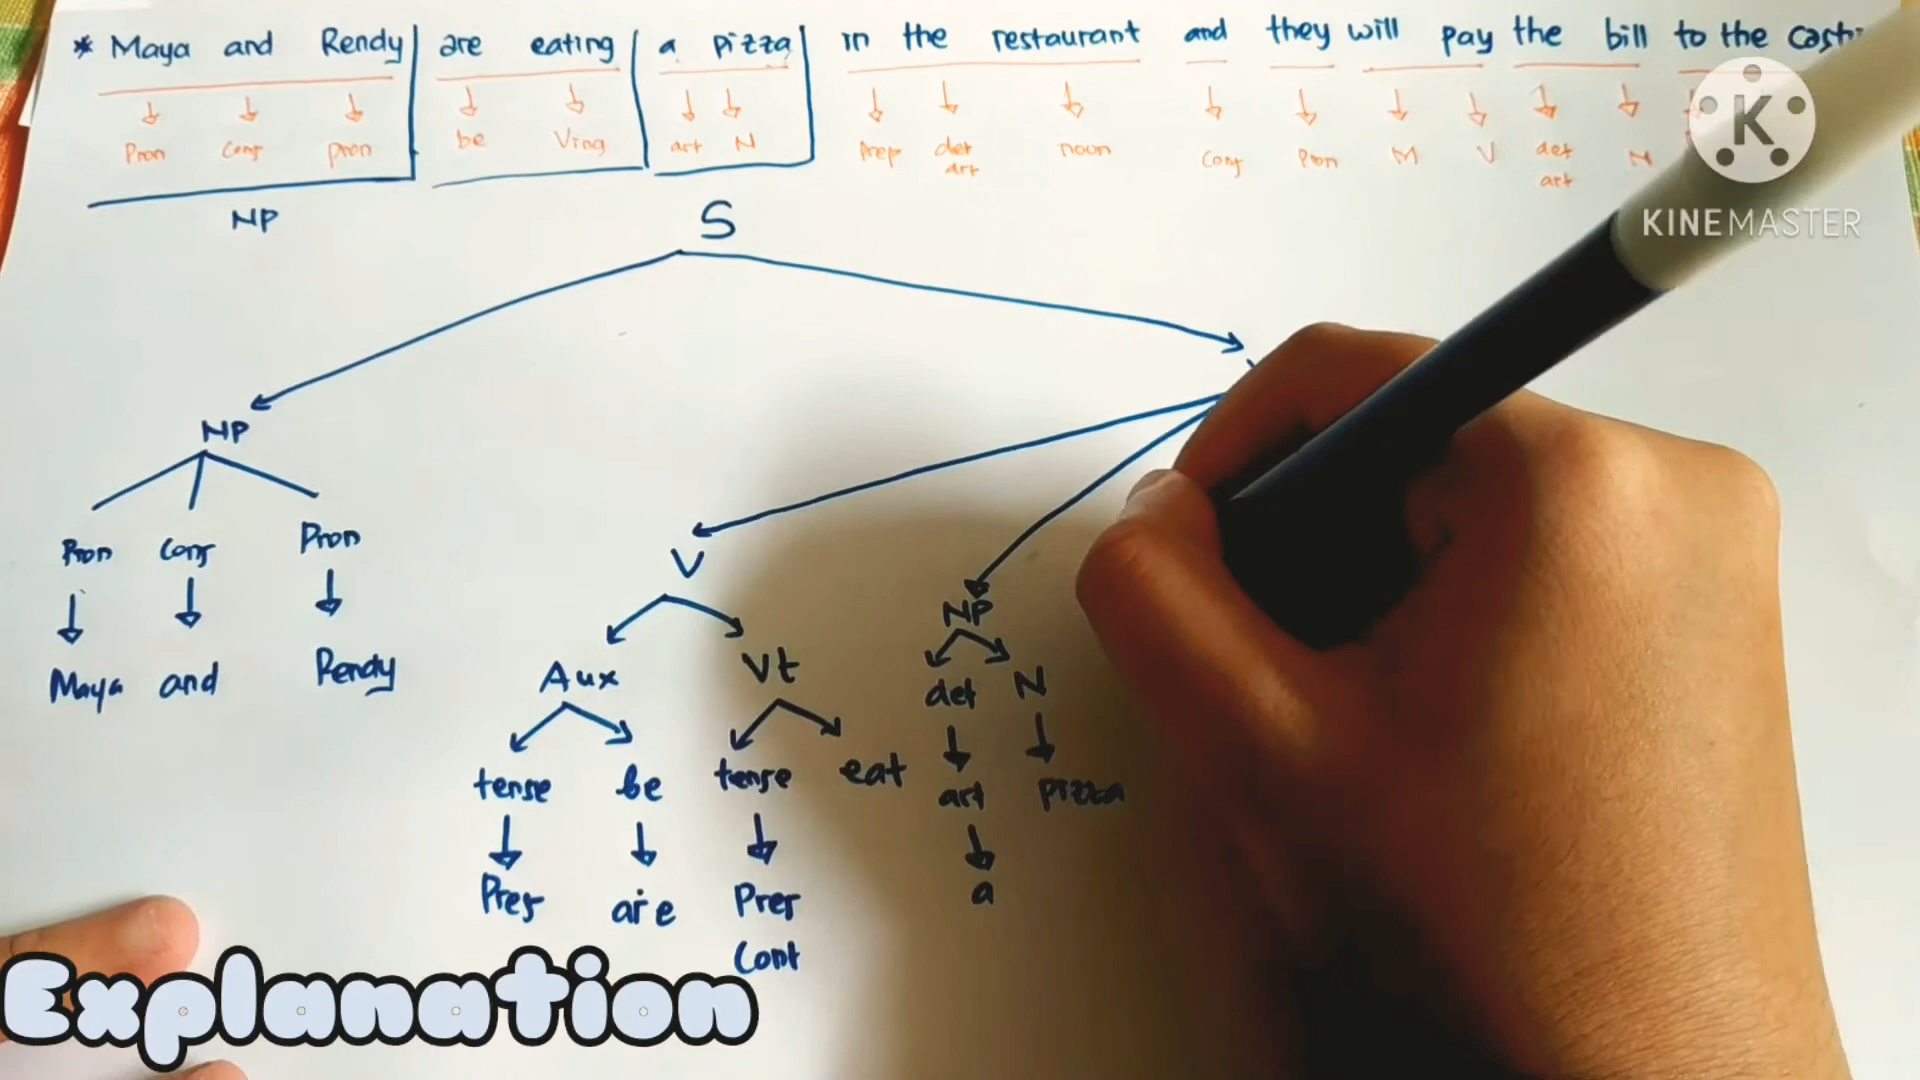 * Maya and Rendy are eating a pizza in the restaurant and they will pay the bill to the
Pron Conj pron be Ving art N Prep det art noun Conj Pron M V det art N
NP
S
K
KINEMASTER
NP
Pron Conj Pron
Maya and Rendy
V
Aux Vt
tense be tense eat
Pres are Pres Cont
NP
det N
art pizza
a
Explanation